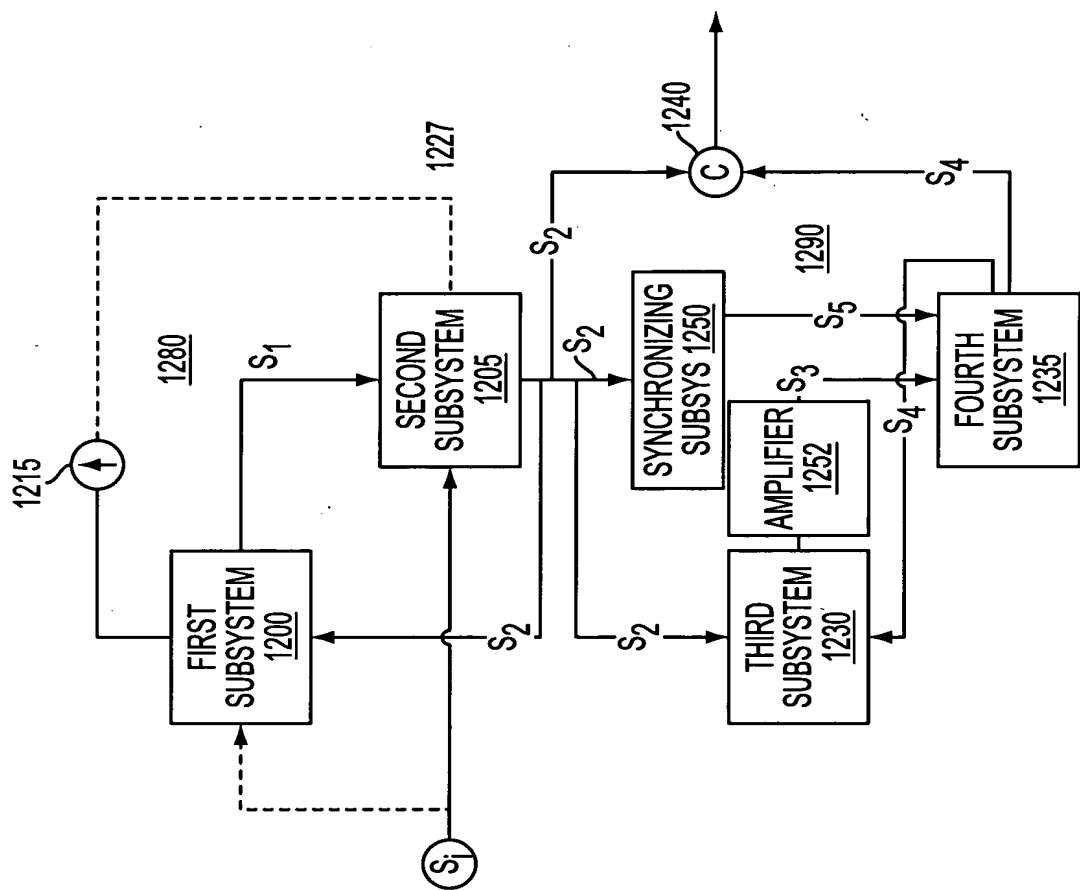 1215
1280
1227
FIRST
SUBSYSTEM
1200
S1
SECOND
SUBSYSTEM
1205
S2
Si
S2
S2
1240
C
S2
SYNCHRONIZING
SUBSYS 1250
1290
S2
THIRD
SUBSYSTEM
1230
AMPLIFIER
1252
S3
S5
S4
S4
FOURTH
SUBSYSTEM
1235